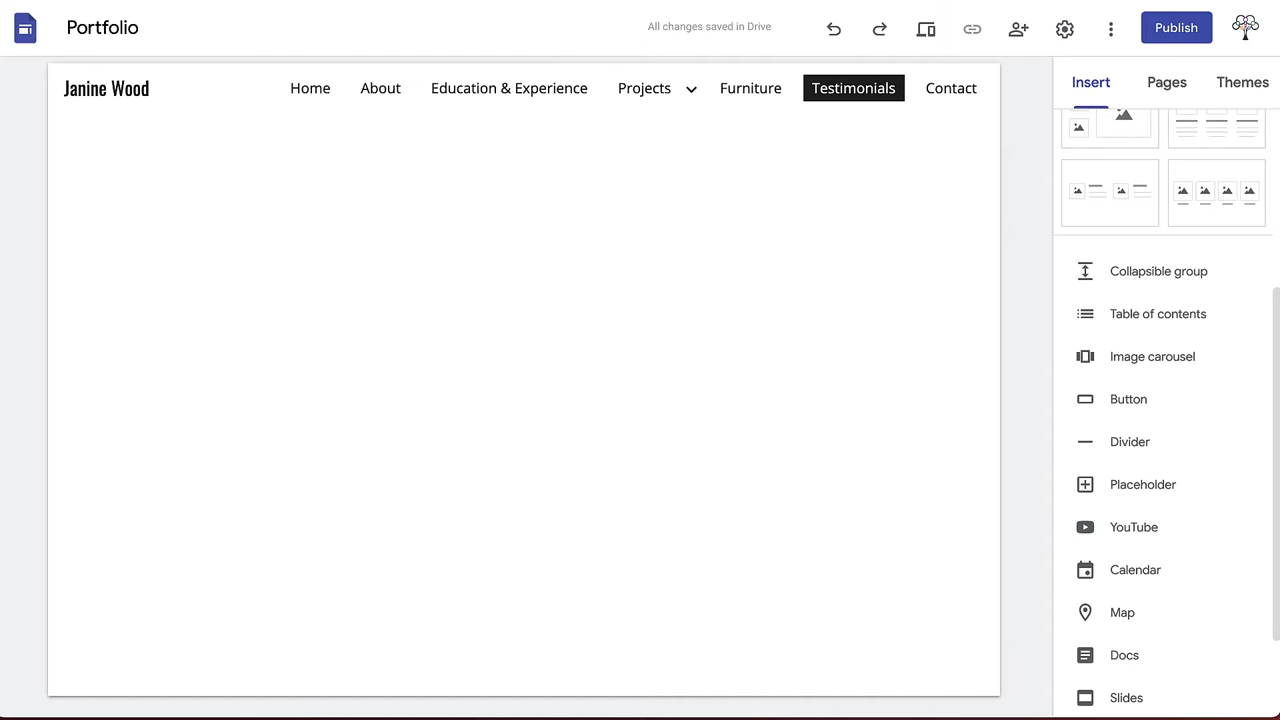 Portfolio
All changes saved in Drive
Publish
Janine Wood
Home About Education & Experience Projects Furniture Testimonials Contact
Insert Pages Themes
Collapsible group
Table of contents
Image carousel
Button
Divider
Placeholder
YouTube
Calendar
Map
Docs
Slides